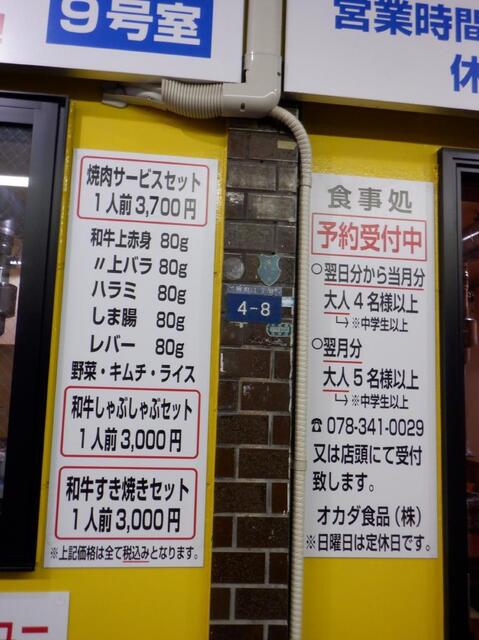 9号室
営業時間
休
焼肉サービスセット
1人前3,700円
和牛上赤身 80g
〃上バラ 80g
ハラミ 80g
しま腸 80g
レバー 80g
野菜・キムチ・ライス
和牛しゃぶしゃぶセット
1人前3,000円
和牛すき焼きセット
1人前3,000円
※上記価格は全て税込みとなります。
4-8
食事処
予約受付中
○翌日分から当月分
大人4名様以上
※中学生以上
○翌月分
大人5名様以上
※中学生以上
☎078-341-0029
又は店頭にて受付
致します。
オカダ食品(株)
※日曜日は定休日です。